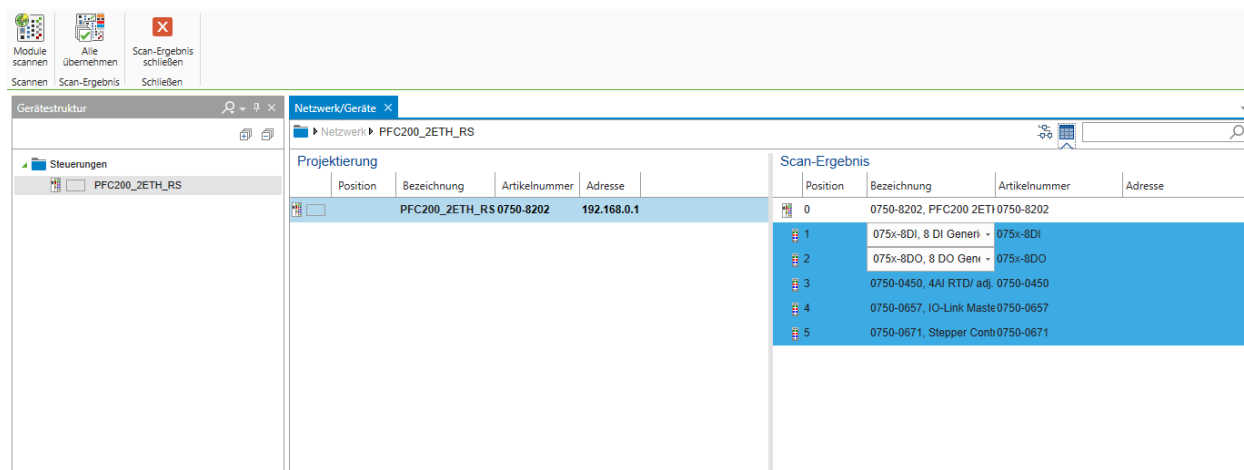 Module scannen
Alle übernehmen
Scan-Ergebnis schließen
Scannen
Scan-Ergebnis
Schließen
Gerätestruktur
Netzwerk/Geräte
Netzwerk PFC200_2ETH_RS
Steuerungen
PFC200_2ETH_RS
Projektierung
Position Bezeichnung Artikelnummer Adresse
PFC200_2ETH_RS 0750-8202 192.168.0.1
Scan-Ergebnis
Position Bezeichnung Artikelnummer Adresse
0 0750-8202, PFC200 2ETH 0750-8202
1 075x-8DI, 8 DI Generi 075x-8DI
2 075x-8DO, 8 DO Gene 075x-8DO
3 0750-0450, 4AI RTD/ adj. 0750-0450
4 0750-0657, IO-Link Maste 0750-0657
5 0750-0671, Stepper Cont 0750-0671